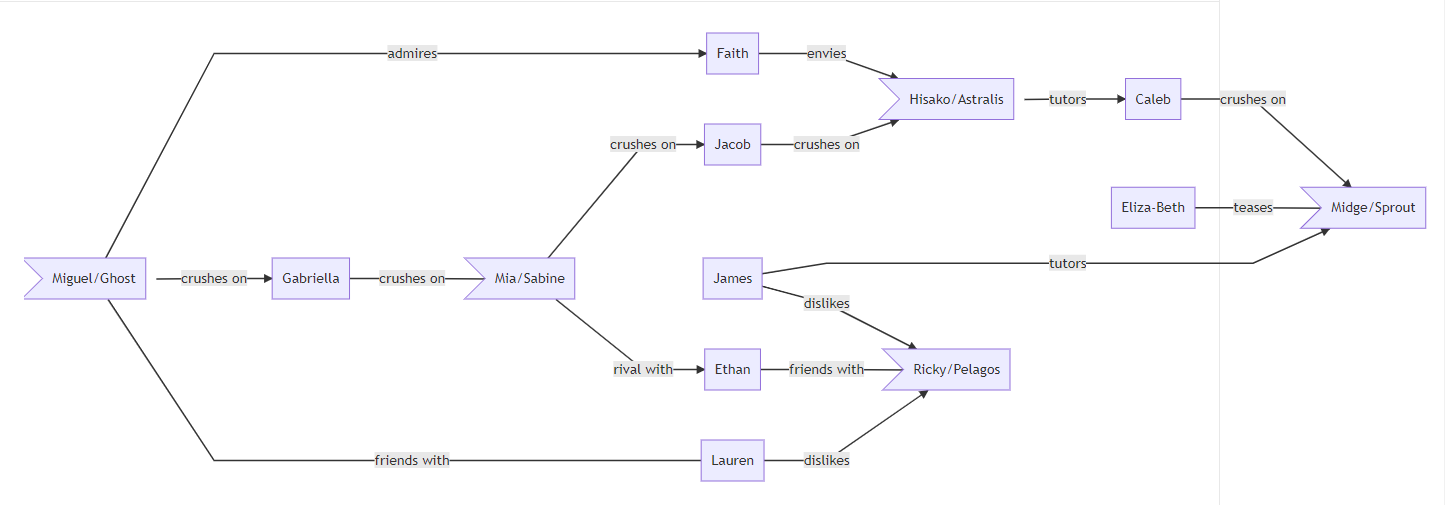 admires
Faith
envies
Hisako/Astralis
tutors
Caleb
crushes on
crushes on
Jacob
crushes on
Eliza-Beth
teases
Midge/Sprout
Miguel/Ghost
crushes on
Gabriella
crushes on
Mia/Sabine
James
tutors
dislikes
rival with
Ethan
friends with
Ricky/Pelagos
friends with
Lauren
dislikes